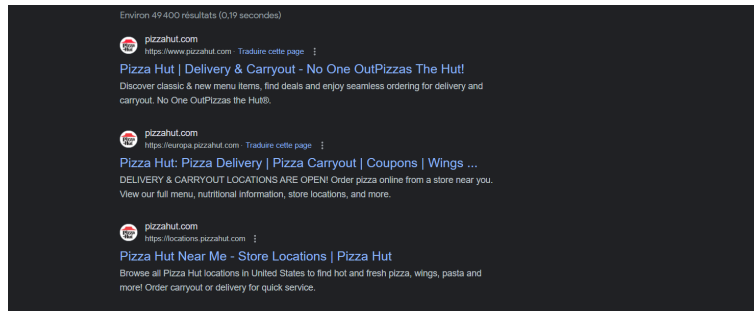 Environ 49 400 résultats (0,19 secondes)
pizzahut.com
https://www.pizzahut.com · Traduire cette page
Pizza Hut | Delivery & Carryout - No One OutPizzas The Hut!
Discover classic & new menu items, find deals and enjoy seamless ordering for delivery and
carryout. No One OutPizzas the Hut®.
pizzahut.com
https://europa.pizzahut.com · Traduire cette page
Pizza Hut: Pizza Delivery | Pizza Carryout | Coupons | Wings ...
DELIVERY & CARRYOUT LOCATIONS ARE OPEN! Order pizza online from a store near you.
View our full menu, nutritional information, store locations, and more.
pizzahut.com
https://locations.pizzahut.com
Pizza Hut Near Me - Store Locations | Pizza Hut
Browse all Pizza Hut locations in United States to find hot and fresh pizza, wings, pasta and
more! Order carryout or delivery for quick service.